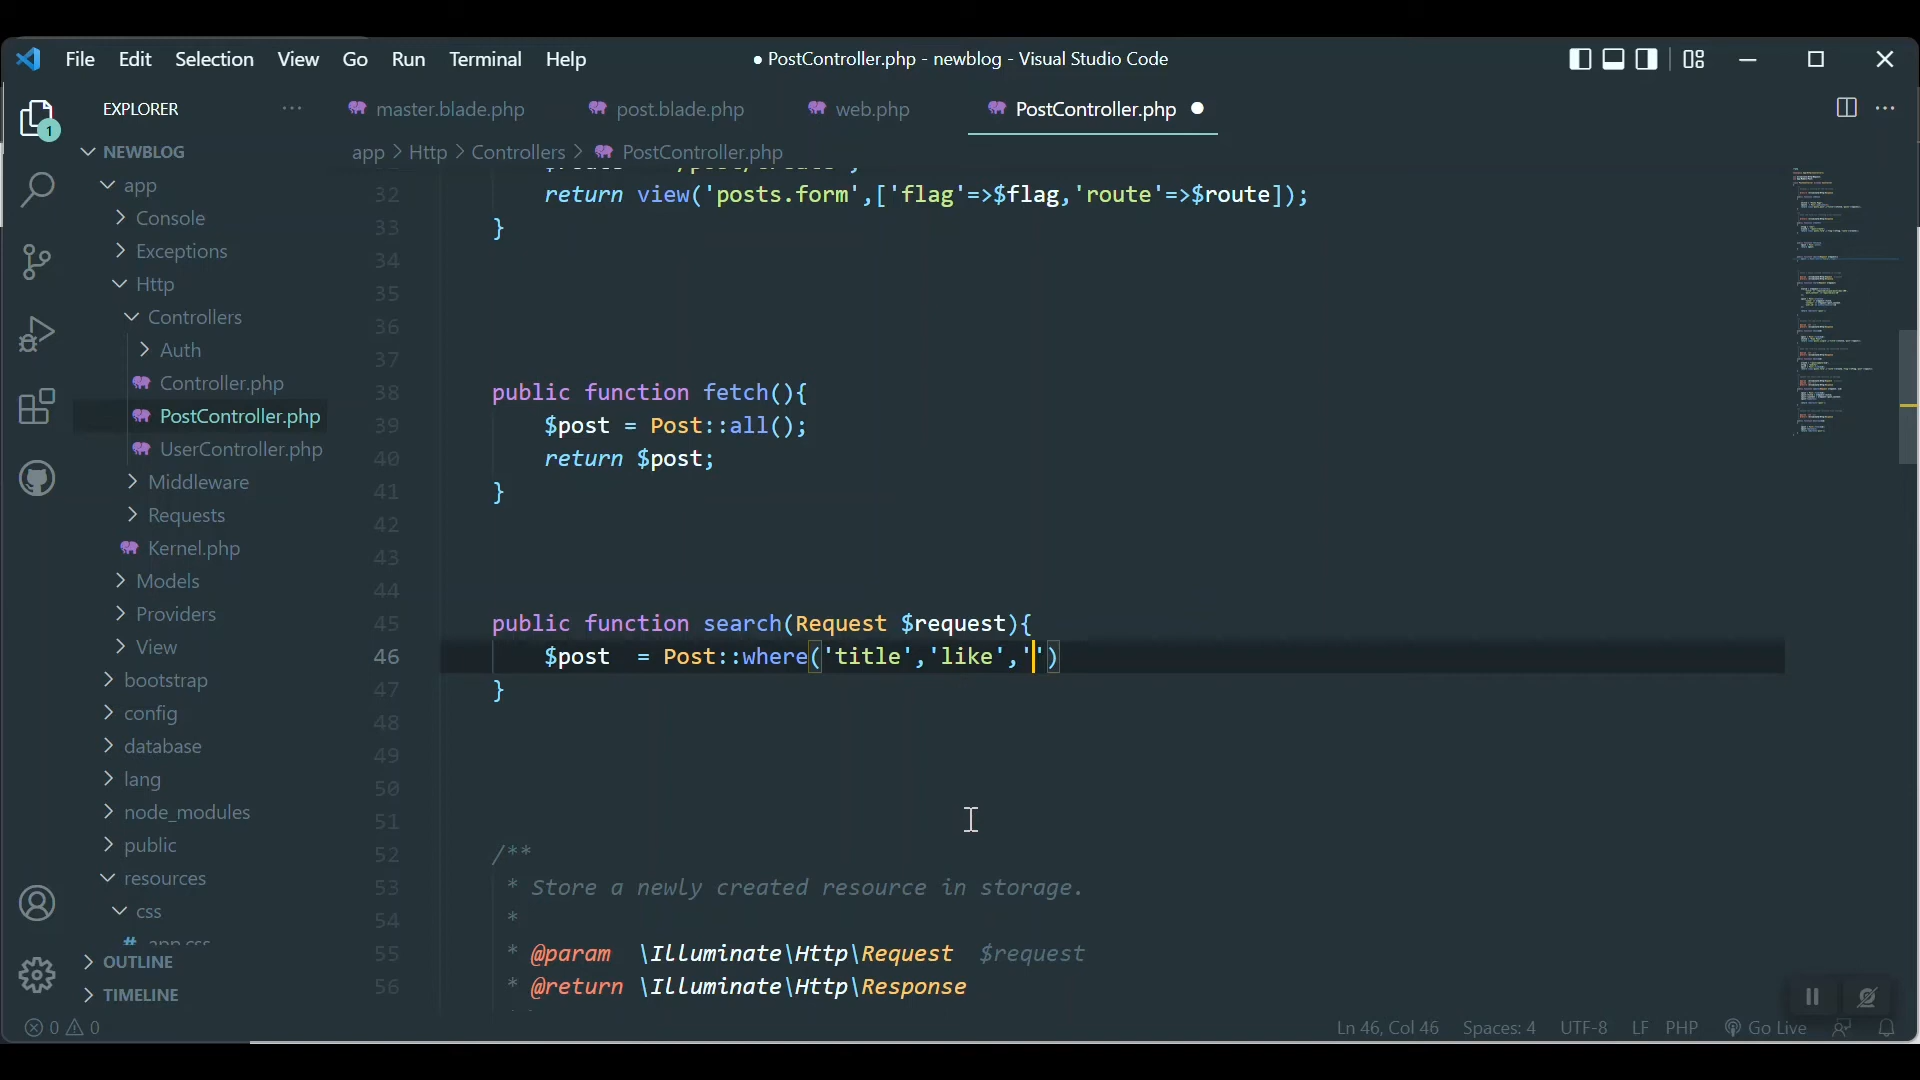 File Edit Selection View Go Run Terminal Help
● PostController.php - newblog - Visual Studio Code
EXPLORER ···
master.blade.php
post.blade.php
web.php
PostController.php ●
1
NEWBLOG
app > Http > Controllers > PostController.php
app
Console
Exceptions
Http
Controllers
Auth
Controller.php
PostController.php
UserController.php
Middleware
Requests
Kernel.php
Models
Providers
View
bootstrap
config
database
lang
node_modules
public
resources
css
OUTLINE
TIMELINE
32 return view('posts.form',['flag'=>$flag,'route'=>$route]);
33 }
34
35
36
37
38 public function fetch(){
39 $post = Post::all();
40 return $post;
41 }
42
43
44
45 public function search(Request $request){
46 $post  = Post::where('title','like','')
47 }
48
49
50
51
52 /**
53 * Store a newly created resource in storage.
54 *
55 * @param  \Illuminate\Http\Request  $request
56 * @return \Illuminate\Http\Response
0 0
Ln 46, Col 46
Spaces: 4
UTF-8
LF
PHP
Go Live